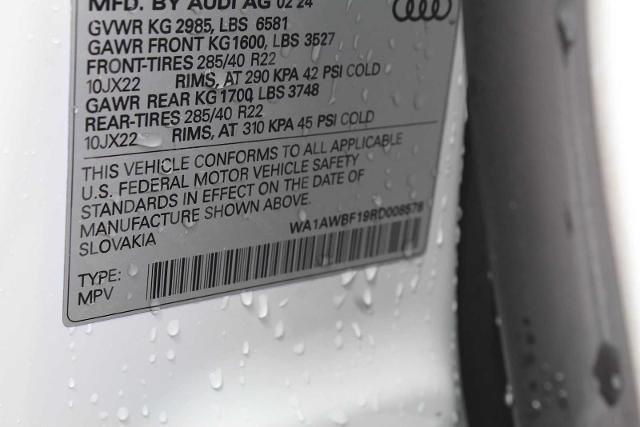 MFD. BY AUDI AG 02 24
GVWR KG 2985, LBS 6581
GAWR FRONT KG1600, LBS 3527
FRONT-TIRES 285/40 R22
10JX22 RIMS, AT 290 KPA 42 PSI COLD
GAWR REAR KG1700, LBS 3748
REAR-TIRES 285/40 R22
10JX22 RIMS, AT 310 KPA 45 PSI COLD
THIS VEHICLE CONFORMS TO ALL APPLICABLE
U.S. FEDERAL MOTOR VEHICLE SAFETY
STANDARDS IN EFFECT ON THE DATE OF
MANUFACTURE SHOWN ABOVE.
SLOVAKIA
WA1AWBF19RD008578
TYPE:
MPV